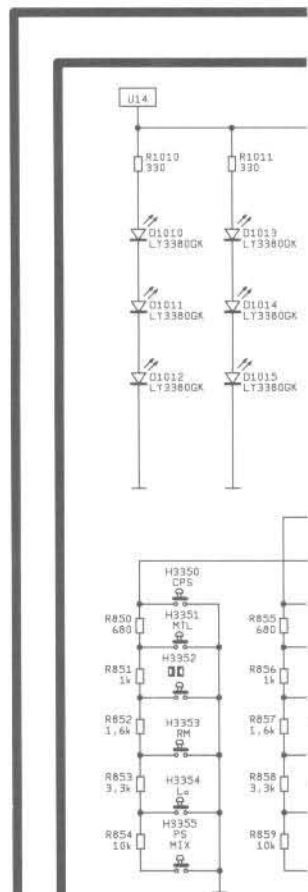 U14
R1010
330
R1011
330
D1010
LY3380GK
D1013
LY3380GK
D1011
LY3380GK
D1014
LY3380GK
D1012
LY3380GK
D1015
LY3380GK
H3350
CPS
R850
680
H3351
MTL
R855
680
H3352
R851
1k
R856
1k
R852
1,6k
H3353
RM
R857
1,6k
R853
3,3k
H3354
Lo
R858
3,3k
H3355
PS
MIX
R854
10k
R859
10k